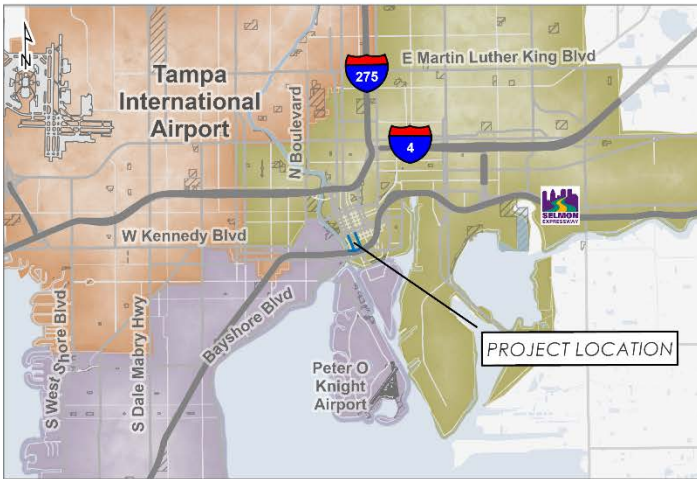 N
E Martin Luther King Blvd
275
Tampa
International
Airport
N Boulevard
4
SELMON
EXPRESSWAY
W Kennedy Blvd
S West Shore Blvd
S Dale Mabry Hwy
Bayshore Blvd
PROJECT LOCATION
Peter O
Knight
Airport